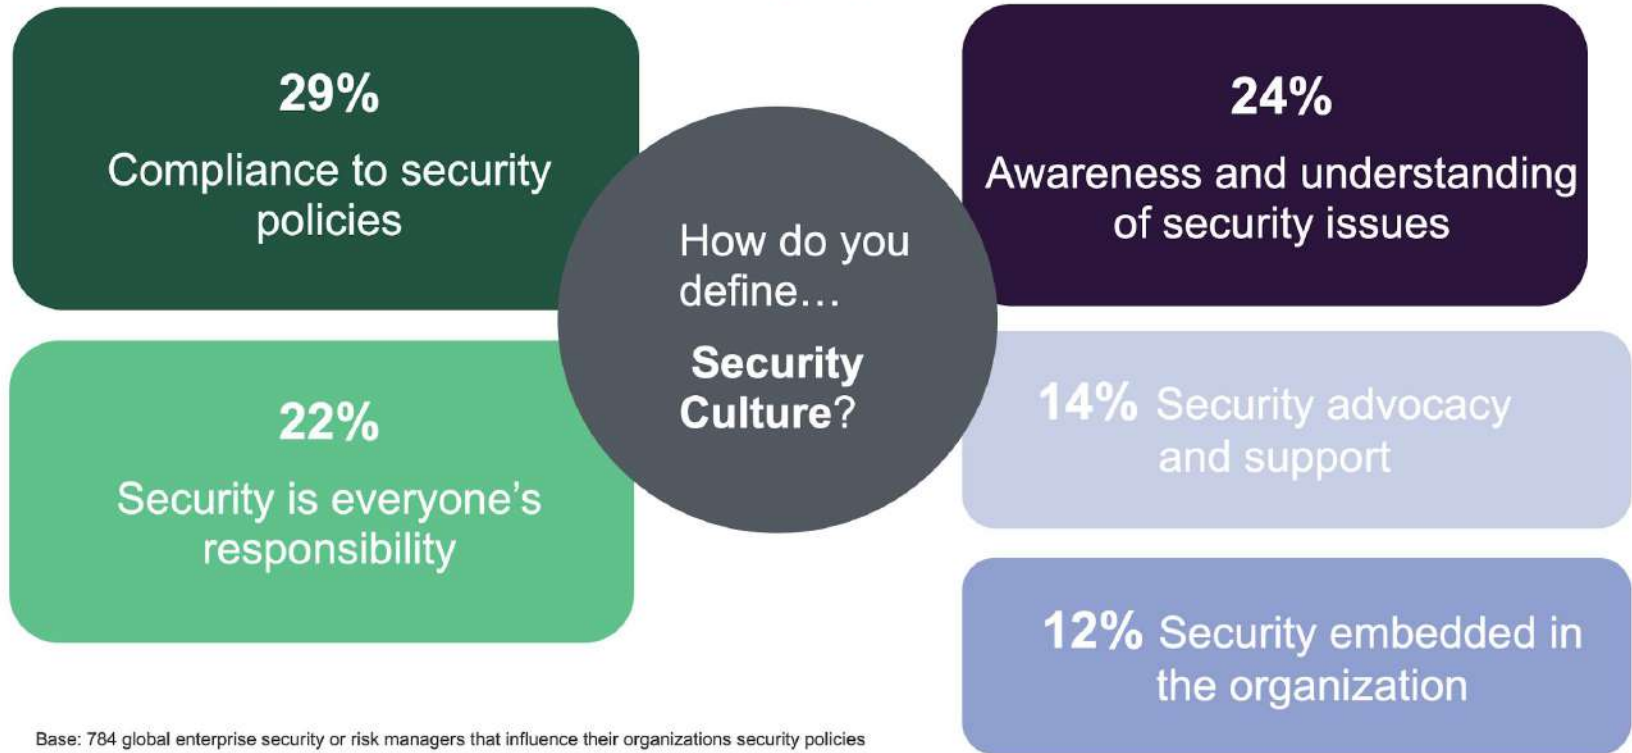 29%
Compliance to security
policies
24%
Awareness and understanding
of security issues
How do you
define…
Security
Culture?
22%
Security is everyone’s
responsibility
14% Security advocacy
and support
12% Security embedded in
the organization
Base: 784 global enterprise security or risk managers that influence their organizations security policies